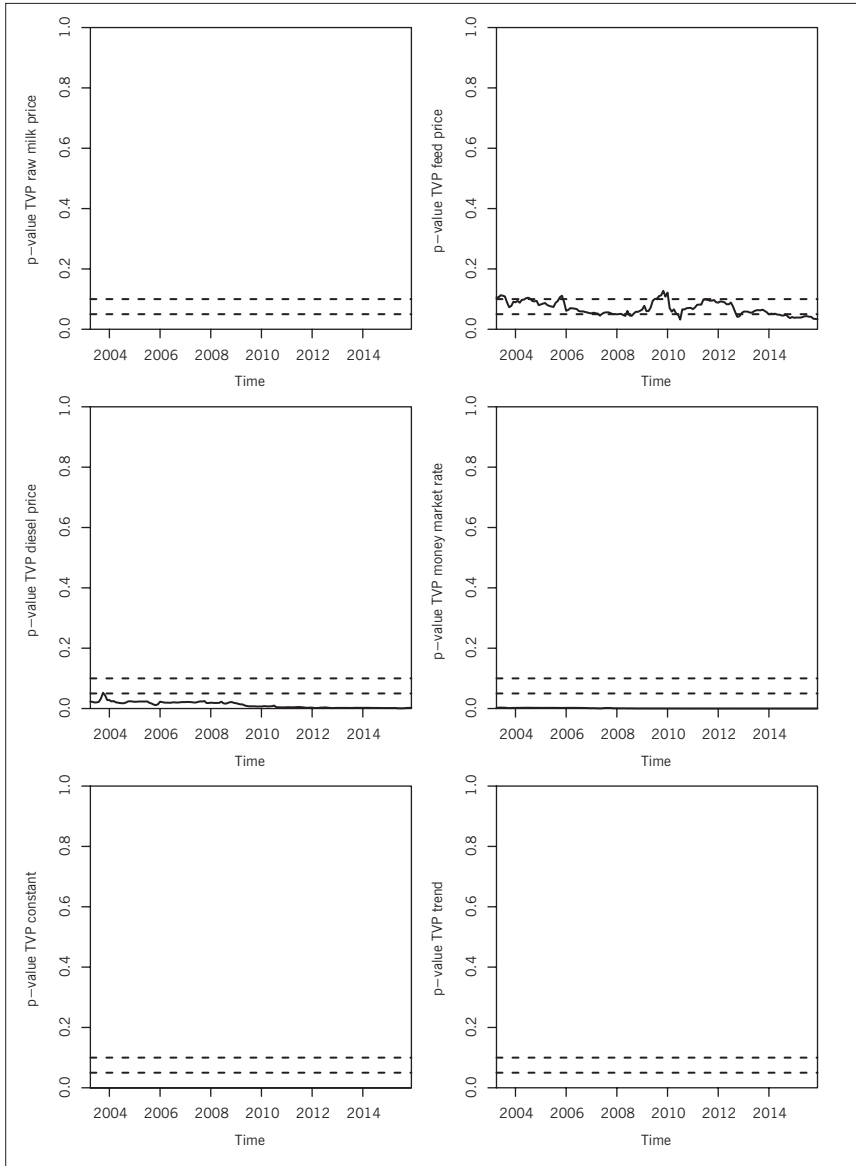 p−value TVP raw milk price
1.0
0.8
0.6
0.4
0.2
0.0
2004 2006 2008 2010 2012 2014
Time
p−value TVP feed price
1.0
0.8
0.6
0.4
0.2
0.0
2004 2006 2008 2010 2012 2014
Time
p−value TVP diesel price
1.0
0.8
0.6
0.4
0.2
0.0
2004 2006 2008 2010 2012 2014
Time
p−value TVP money market rate
1.0
0.8
0.6
0.4
0.2
0.0
2004 2006 2008 2010 2012 2014
Time
p−value TVP constant
1.0
0.8
0.6
0.4
0.2
0.0
2004 2006 2008 2010 2012 2014
Time
p−value TVP trend
1.0
0.8
0.6
0.4
0.2
0.0
2004 2006 2008 2010 2012 2014
Time